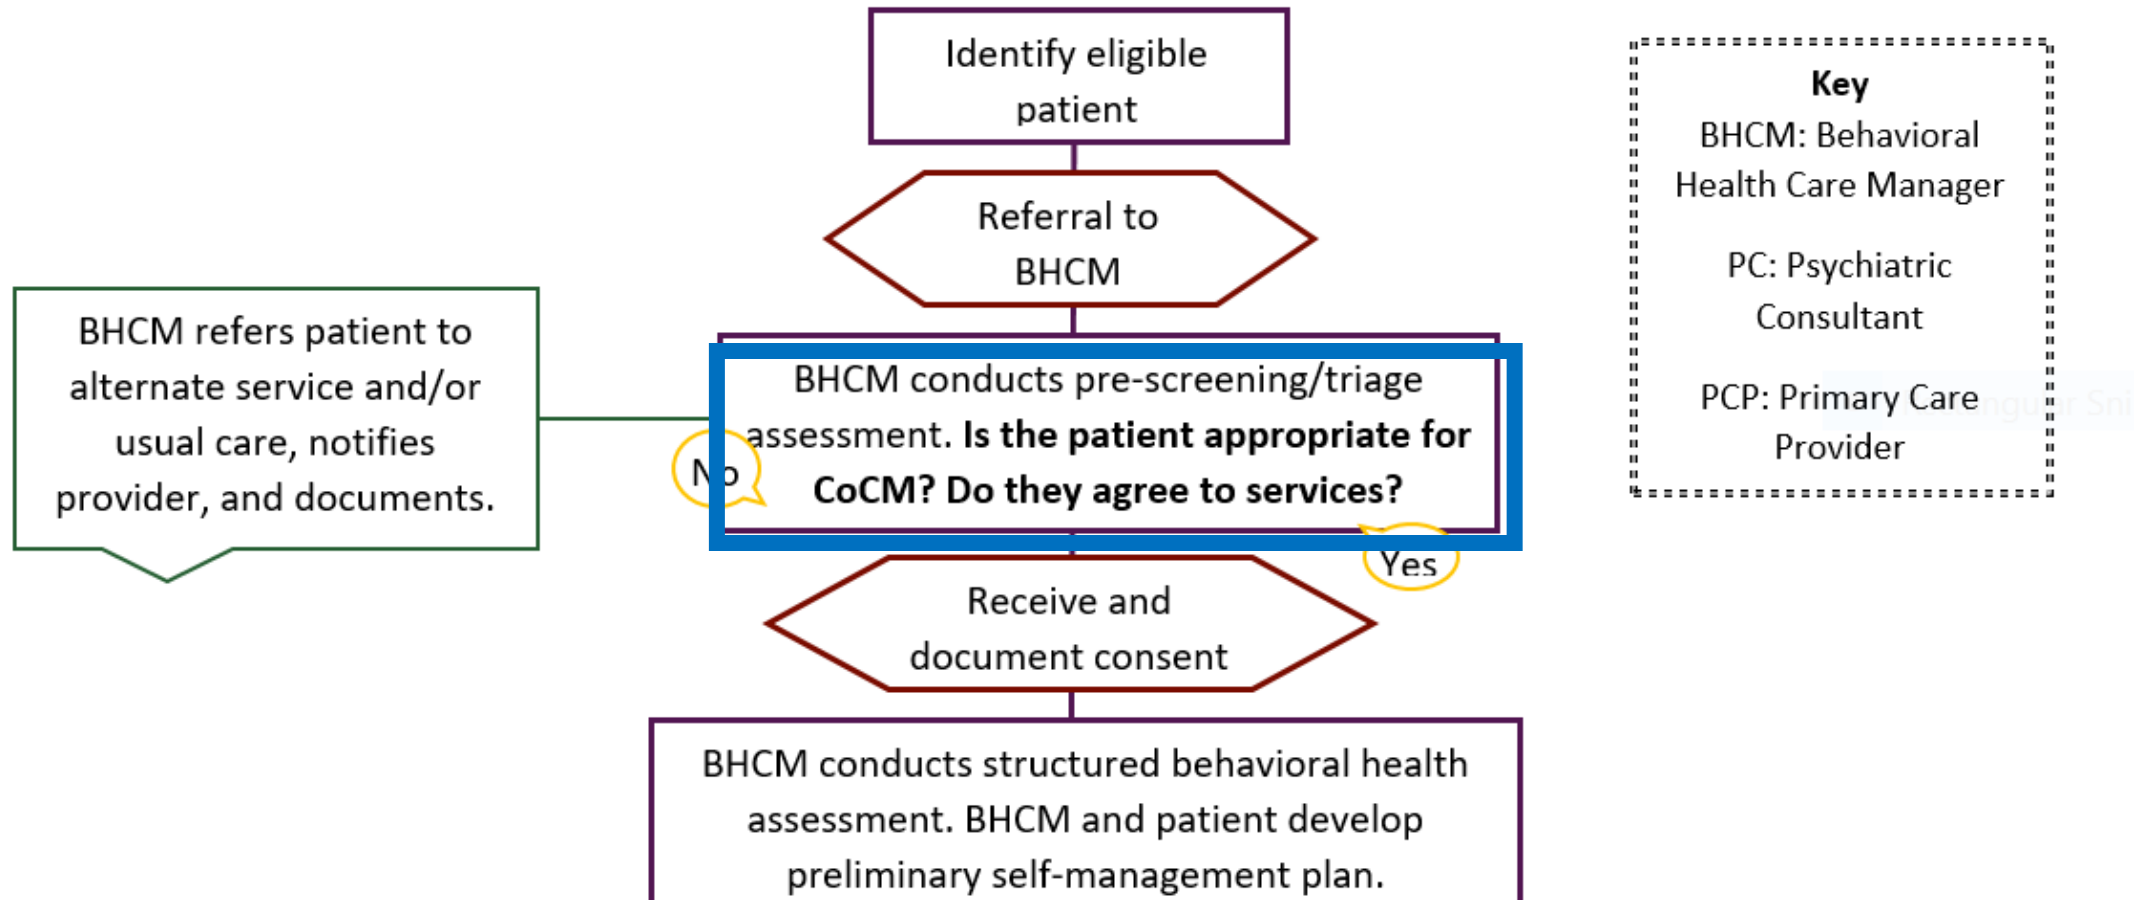 Identify eligible
patient
Referral to
BHCM
BHCM refers patient to
alternate service and/or
usual care, notifies
provider, and documents.
BHCM conducts pre-screening/triage
assessment. Is the patient appropriate for
CoCM? Do they agree to services?
No
Yes
Receive and
document consent
BHCM conducts structured behavioral health
assessment. BHCM and patient develop
preliminary self-management plan.
Key
BHCM: Behavioral
Health Care Manager
PC: Psychiatric
Consultant
PCP: Primary Care
Provider